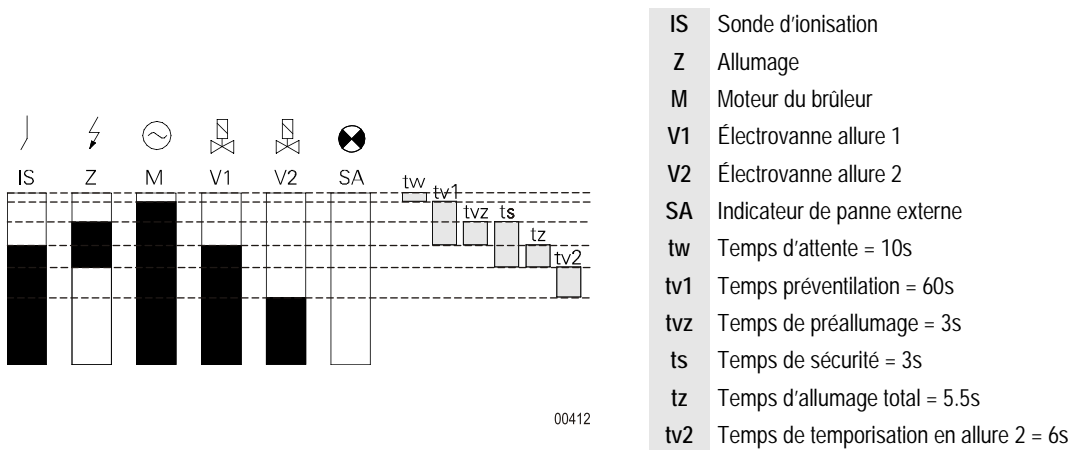 IS Z M V1 V2 SA tw tv1 tvz ts tz tv2
00412
IS Sonde d'ionisation
Z Allumage
M Moteur du brûleur
V1 Électrovanne allure 1
V2 Électrovanne allure 2
SA Indicateur de panne externe
tw Temps d'attente = 10s
tv1 Temps préventilation = 60s
tvz Temps de préallumage = 3s
ts Temps de sécurité = 3s
tz Temps d'allumage total = 5.5s
tv2 Temps de temporisation en allure 2 = 6s